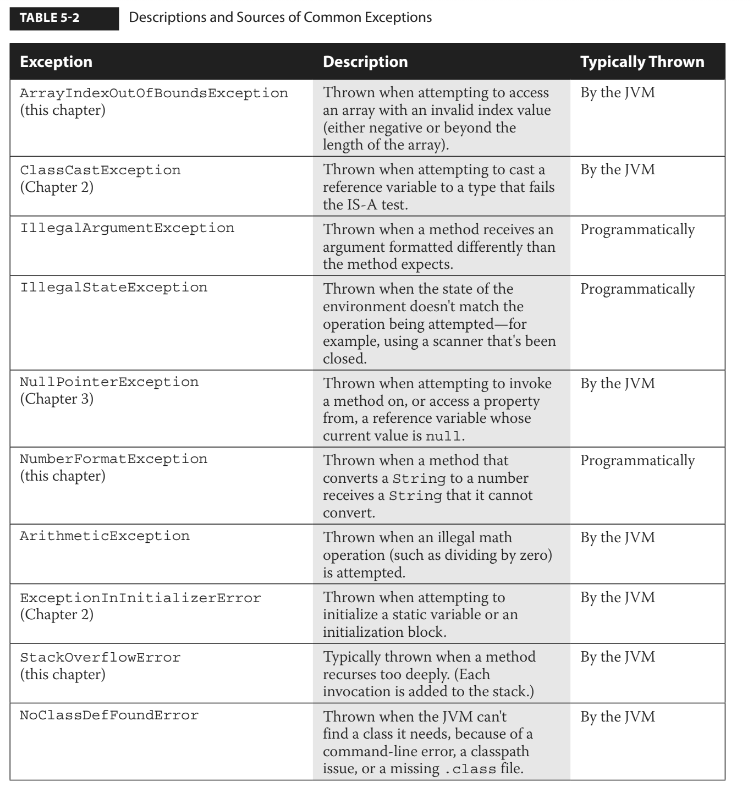 TABLE 5-2 Descriptions and Sources of Common Exceptions
Exception Description Typically Thrown
ArrayIndexOutOfBoundsException Thrown when attempting to access By the JVM
(this chapter) an array with an invalid index value
(either negative or beyond the
length of the array).
ClassCastException Thrown when attempting to cast a By the JVM
(Chapter 2) reference variable to a type that fails
the IS-A test.
IllegalArgumentException Thrown when a method receives an Programmatically
argument formatted differently than
the method expects.
IllegalStateException Thrown when the state of the Programmatically
environment doesn't match the
operation being attempted—for
example, using a scanner that's been
closed.
NullPointerException Thrown when attempting to invoke By the JVM
(Chapter 3) a method on, or access a property
from, a reference variable whose
current value is null.
NumberFormatException Thrown when a method that Programmatically
(this chapter) converts a String to a number
receives a String that it cannot
convert.
ArithmeticException Thrown when an illegal math By the JVM
operation (such as dividing by zero)
is attempted.
ExceptionInInitializerError Thrown when attempting to By the JVM
(Chapter 2) initialize a static variable or an
initialization block.
StackOverflowError Typically thrown when a method By the JVM
(this chapter) recurses too deeply. (Each
invocation is added to the stack.)
NoClassDefFoundError Thrown when the JVM can't By the JVM
find a class it needs, because of a
command-line error, a classpath
issue, or a missing .class file.